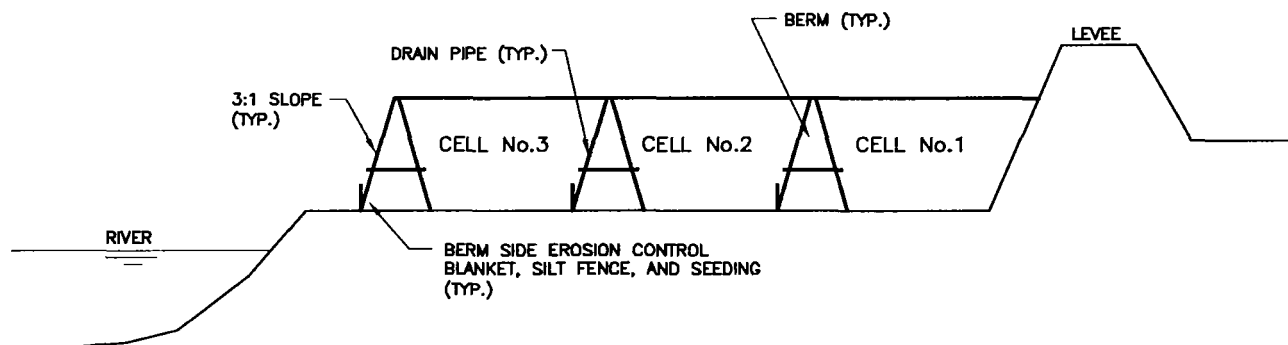 BERM (TYP.)
LEVEE
DRAIN PIPE (TYP.)
3:1 SLOPE
(TYP.)
CELL No.3
CELL No.2
CELL No.1
RIVER
BERM SIDE EROSION CONTROL
BLANKET, SILT FENCE, AND SEEDING
(TYP.)